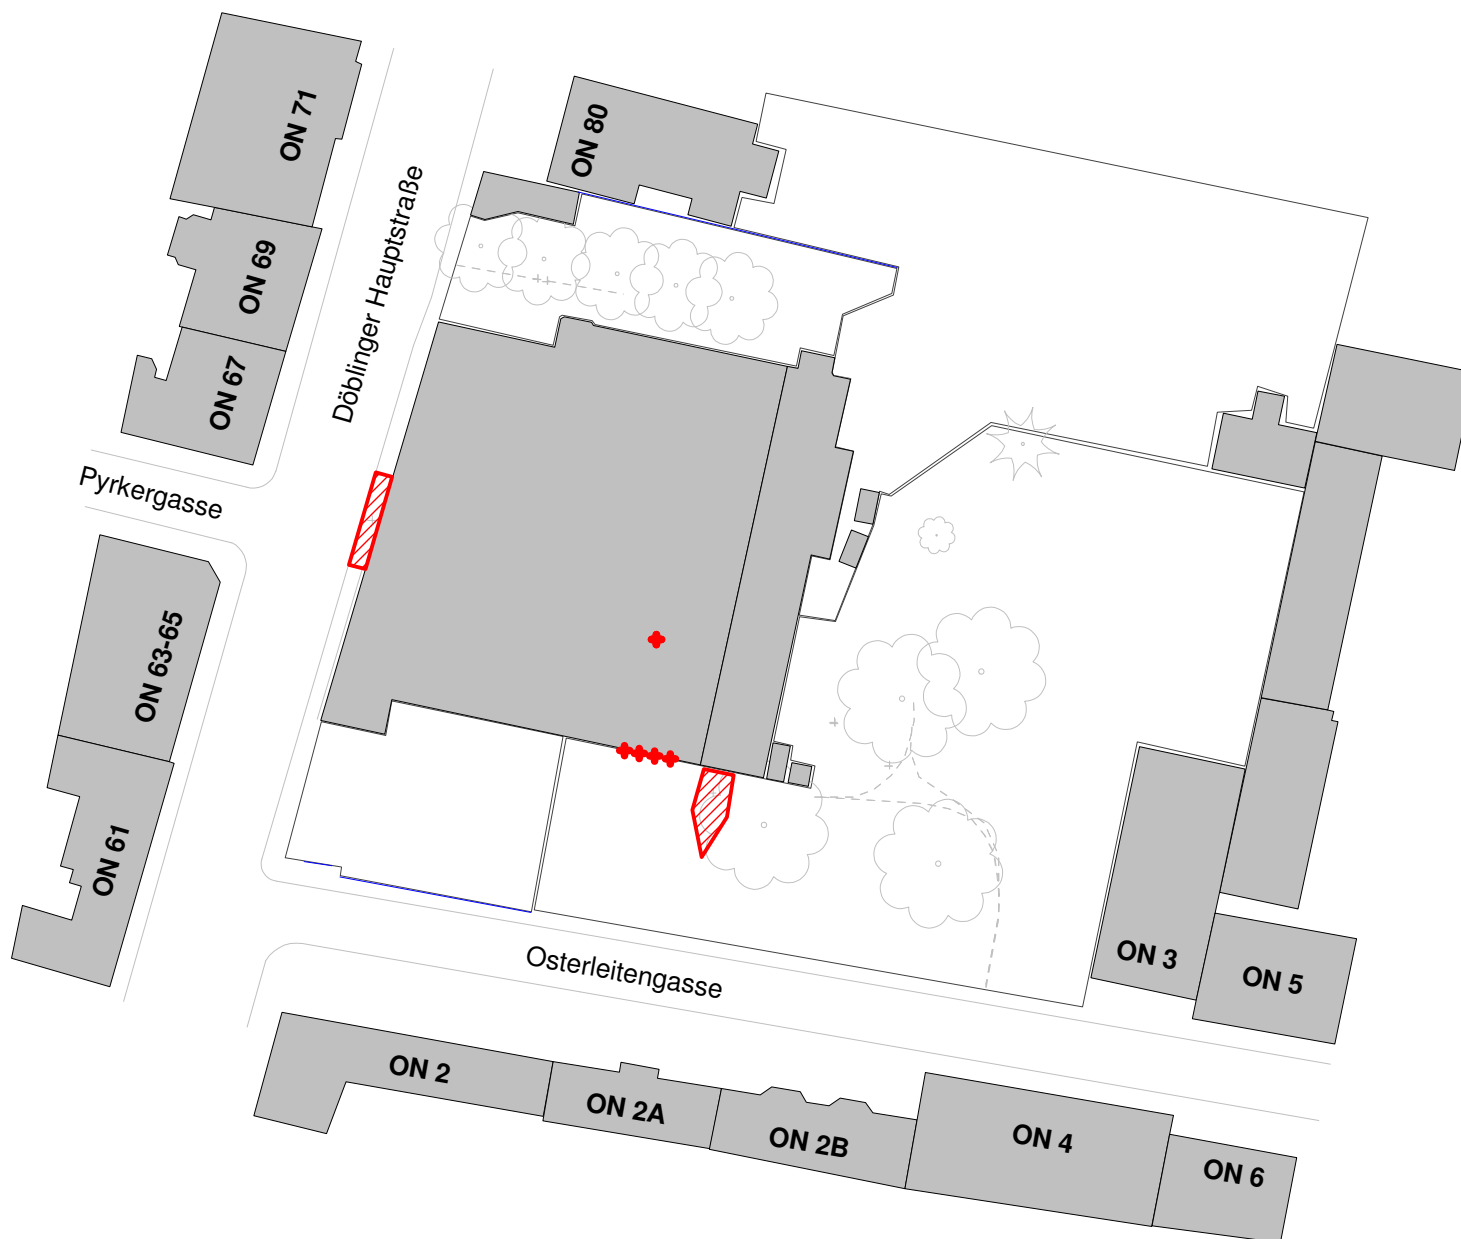 ON 71
ON 80
ON 69
Döblinger Hauptstraße
ON 67
Pyrkergasse
ON 63-65
ON 61
ON 3
ON 5
Osterleitengasse
ON 2
ON 2A
ON 2B
ON 4
ON 6